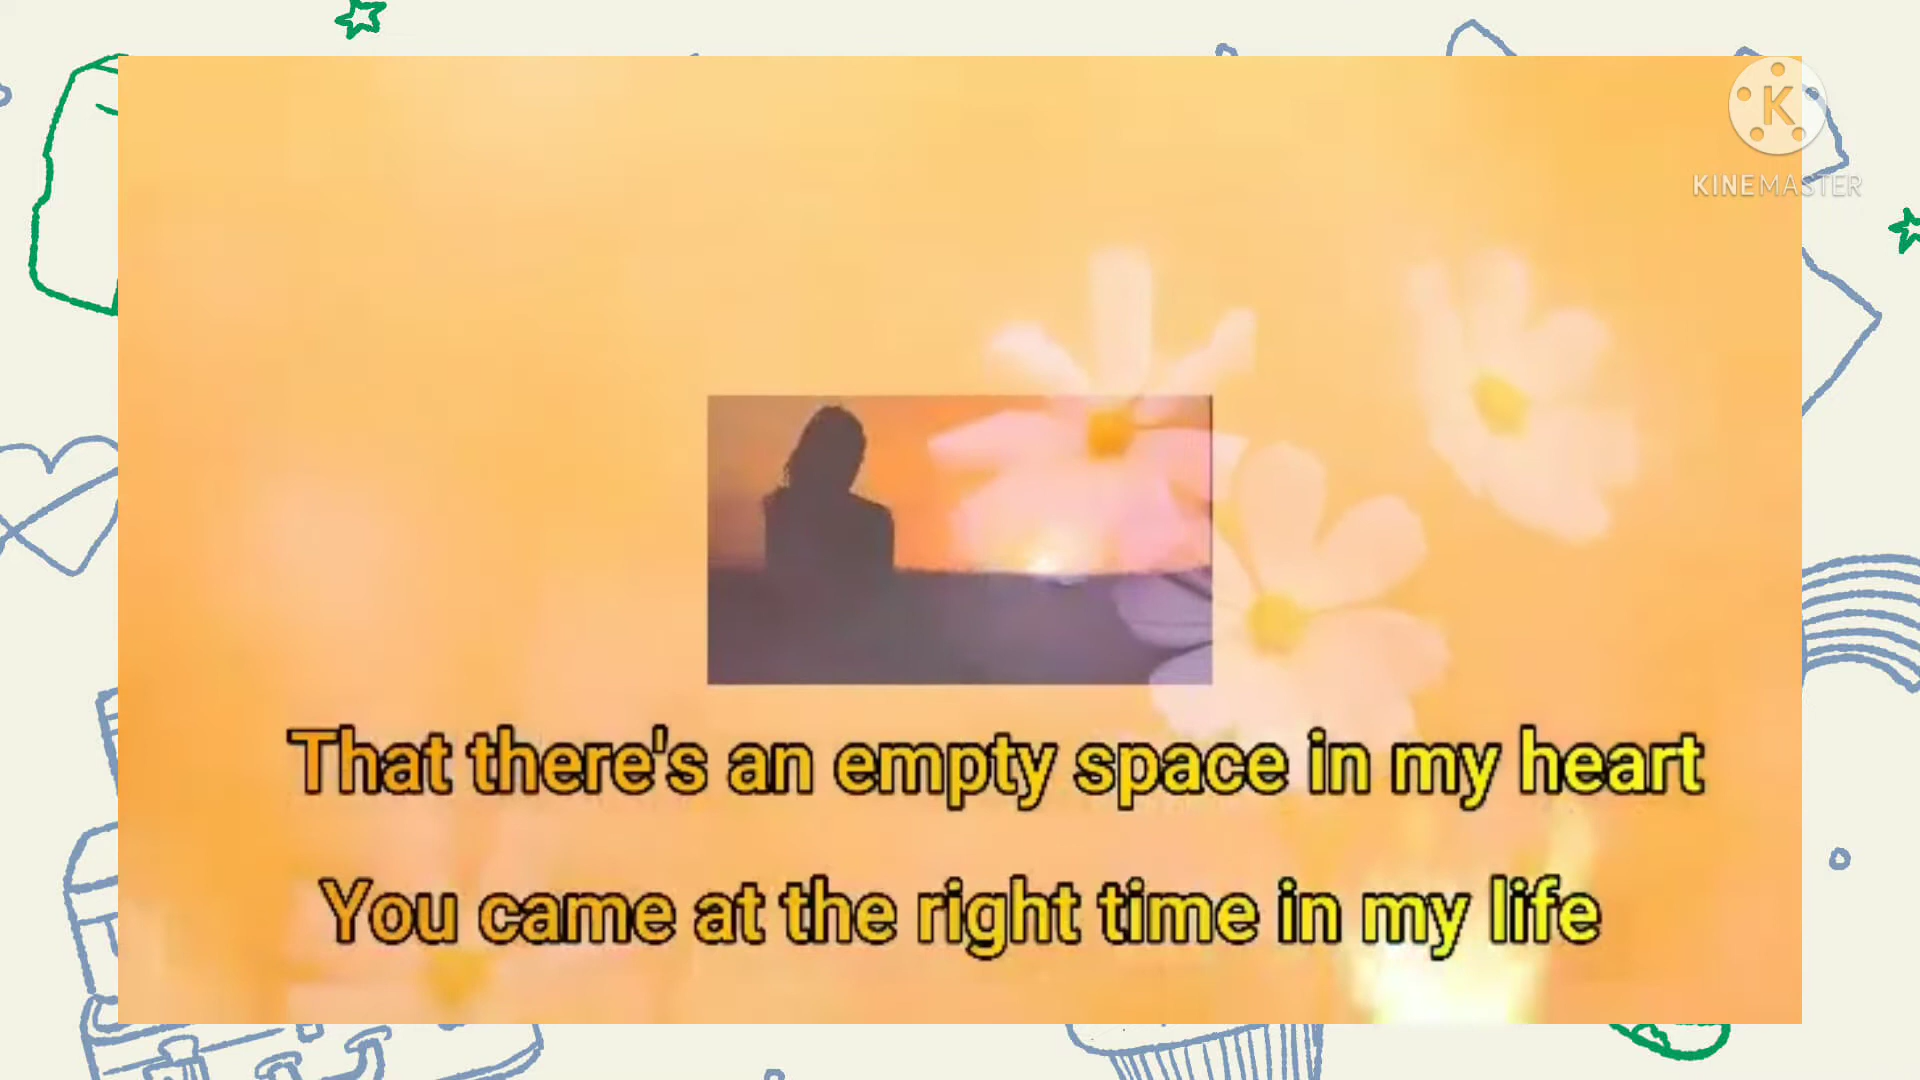 K
KINEMASTER
That there's an empty space in my heart
You came at the right time in my life